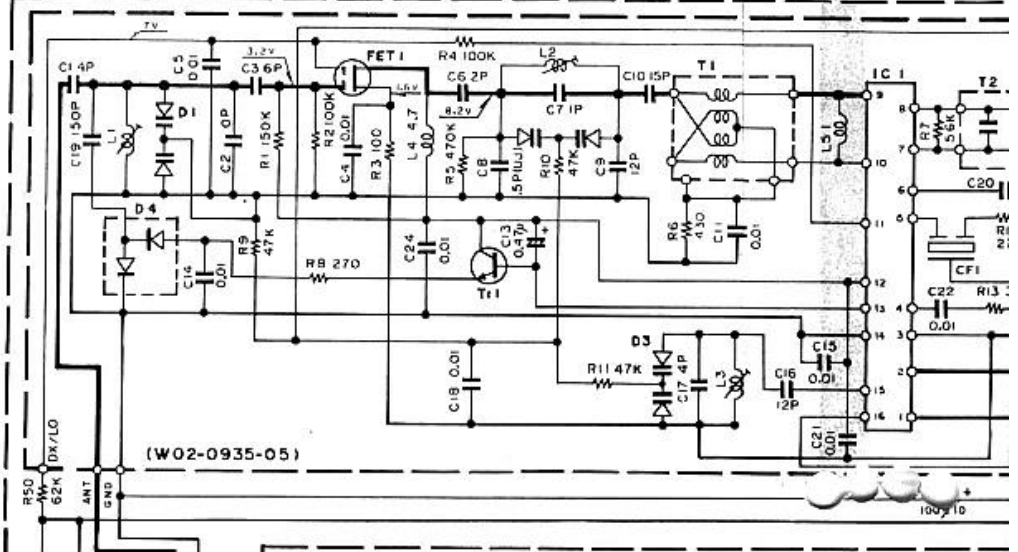 7V
C1 4P
C5 0.01
3.2V
C3 6P
FET 1
R4 100K
C6 2P
L2
C10 15P
T1
IC 1
T2
1.6V
8.2V
C7 1P
C19 150P
L1
D1
C2
R1 150K
R2 100K
C4 0.01
R3 100
L4 4.7
R5 470K
C8
R10 47K
C9 12P
L51
R7 56K
9
8
7
10
6
C20
11
5
D4
R9 47K
C14 0.01
R8 270
C24 0.01
Tr1
C13 0.47μ
+
R6 430
C11 0.01
CF1
12
13
4
C22 0.01
R13
14
3
D3
C15 0.01
2
C18 0.01
R11 47K
C17 4P
L3
C16 12P
15
16
1
C21 0.01
DX/LO
(W02-0935-05)
R50 62K
ANT
GND
+